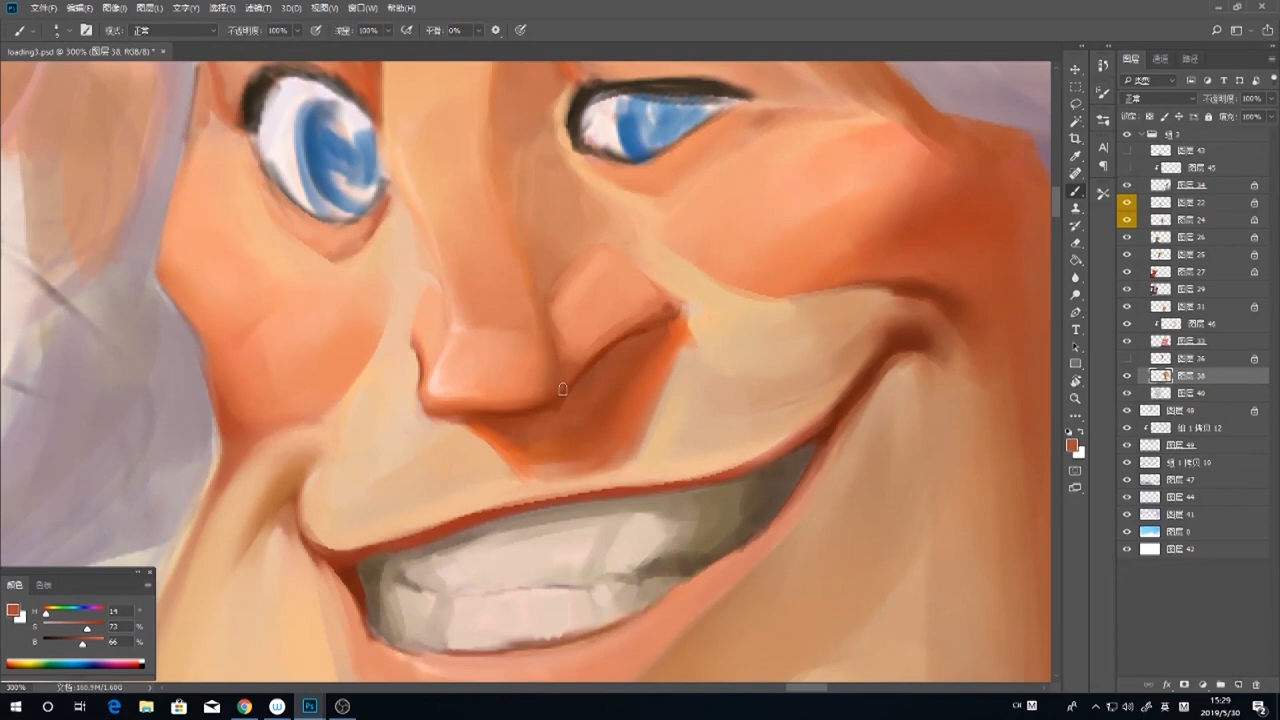 文件(F) 编辑(E) 图像(I) 图层(L) 文字(Y) 选择(S) 滤镜(T) 3D(D) 视图(V) 窗口(W) 帮助(H)
模式: 正常 不透明度: 100% 流量: 100% 平滑: 0%
loading3.psd @ 300% (图层 38, RGB/8) *
图层 通道 路径
类型
正常 不透明度: 100%
锁定: 填充: 100%
组 3
图层 43
图层 45
图层 34
图层 22
图层 24
图层 26
图层 25
图层 27
图层 29
图层 31
图层 46
图层 33
图层 36
图层 38
图层 40
图层 48
组 1 拷贝 12
图层 49
组 1 拷贝 10
图层 47
图层 44
图层 41
图层 0
图层 42
颜色 色板
H 14 °
S 73 %
B 66 %
300% 文档:160.9M/1.60G
CH M 英 M 15:29
2019/5/30